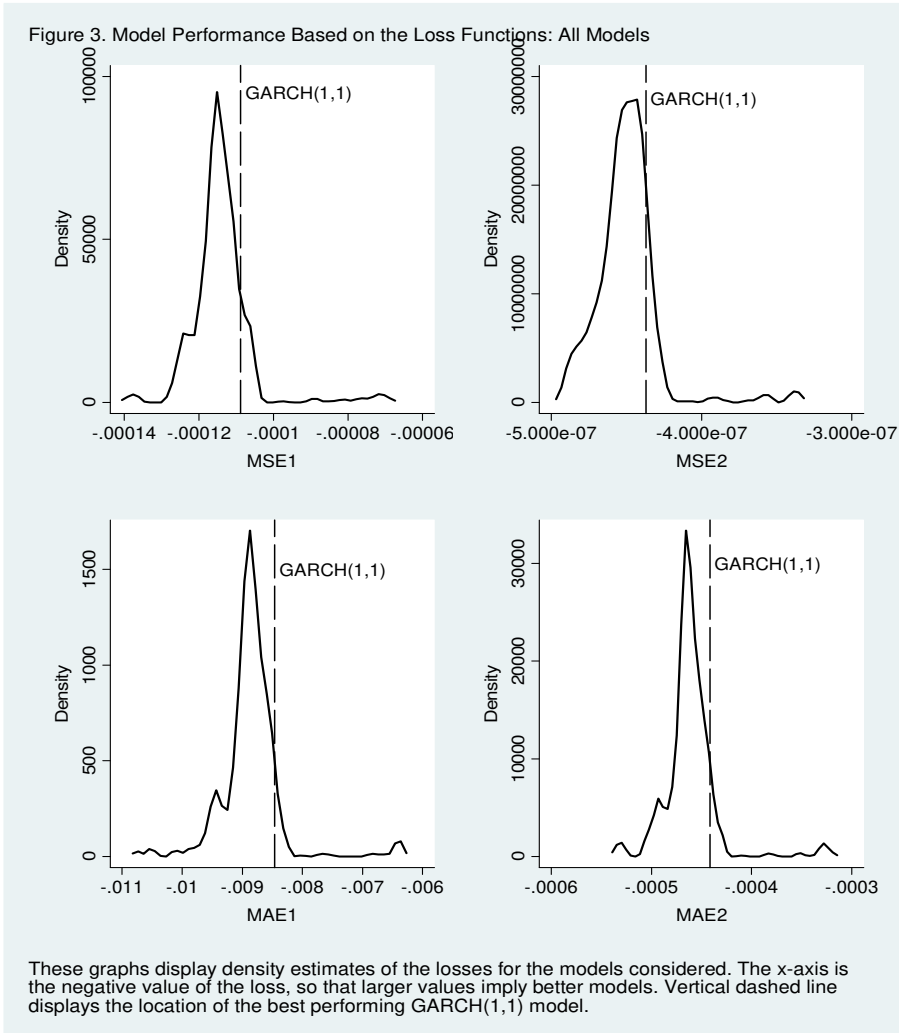 Figure 3. Model Performance Based on the Loss Functions: All Models
100000
50000
0
Density
GARCH(1,1)
-.00014 -.00012 -.0001 -.00008 -.00006
MSE1
30000000
20000000
10000000
0
Density
GARCH(1,1)
-5.000e-07 -4.000e-07 -3.000e-07
MSE2
1500
1000
500
0
Density
GARCH(1,1)
-.011 -.01 -.009 -.008 -.007 -.006
MAE1
30000
20000
10000
0
Density
GARCH(1,1)
-.0006 -.0005 -.0004 -.0003
MAE2
These graphs display density estimates of the losses for the models considered. The x-axis is
the negative value of the loss, so that larger values imply better models. Vertical dashed line
displays the location of the best performing GARCH(1,1) model.